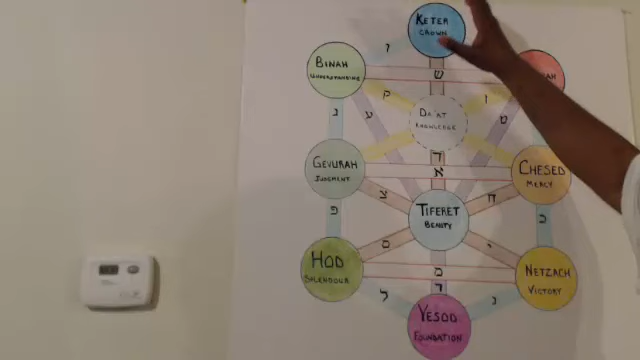 KETER
CROWN
ו
BINAH
UNDERSTANDING
AH
ש
ק
ו
DA'AT
KNOWLEDGE
נ
ע
ט
ד
GEVURAH
JUDGMENT
א
CHESED
MERCY
צ
ח
פ
TIFERET
BEAUTY
כ
ס
י
HOD
SPLENDOUR
מ
NETZACH
VICTORY
ר
ל
נ
YESOD
FOUNDATION